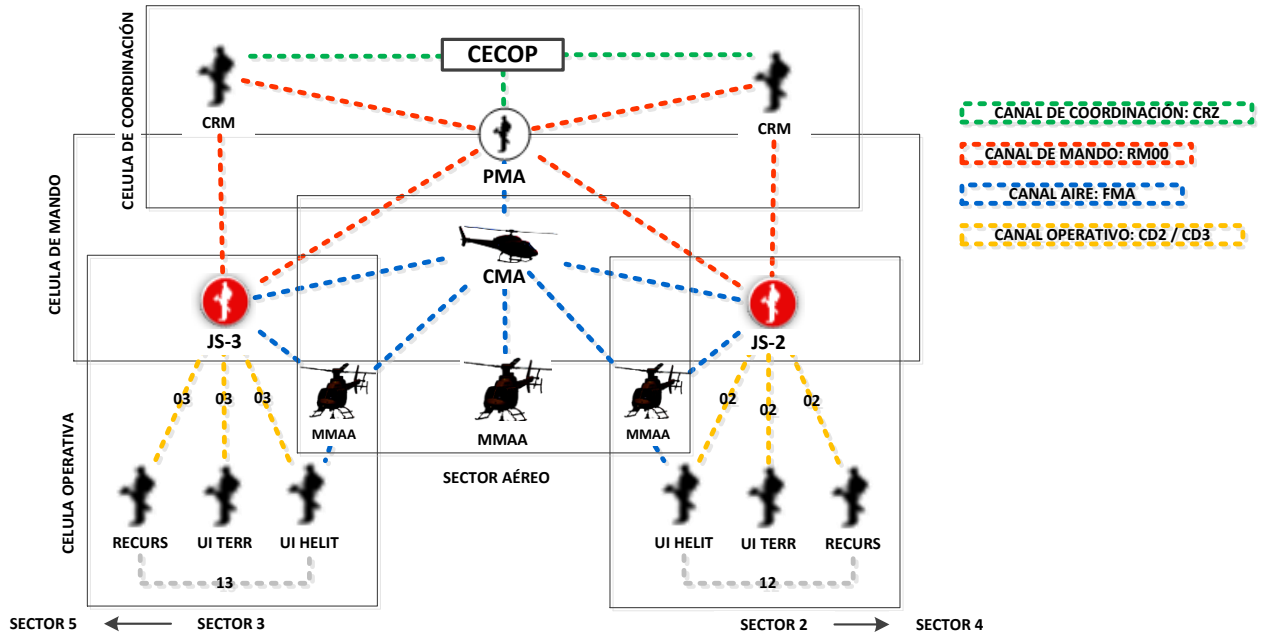 CECOP
CRM
CRM
PMA
CELULA DE COORDINACIÓN
CELULA DE MANDO
CMA
JS-3
JS-2
03
03
03
02
02
02
MMAA
MMAA
MMAA
SECTOR AÉREO
CELULA OPERATIVA
RECURS
UI TERR
UI HELIT
UI HELIT
UI TERR
RECURS
13
12
SECTOR 5
SECTOR 3
SECTOR 2
SECTOR 4
CANAL DE COORDINACIÓN: CRZ
CANAL DE MANDO: RM00
CANAL AIRE: FMA
CANAL OPERATIVO: CD2 / CD3